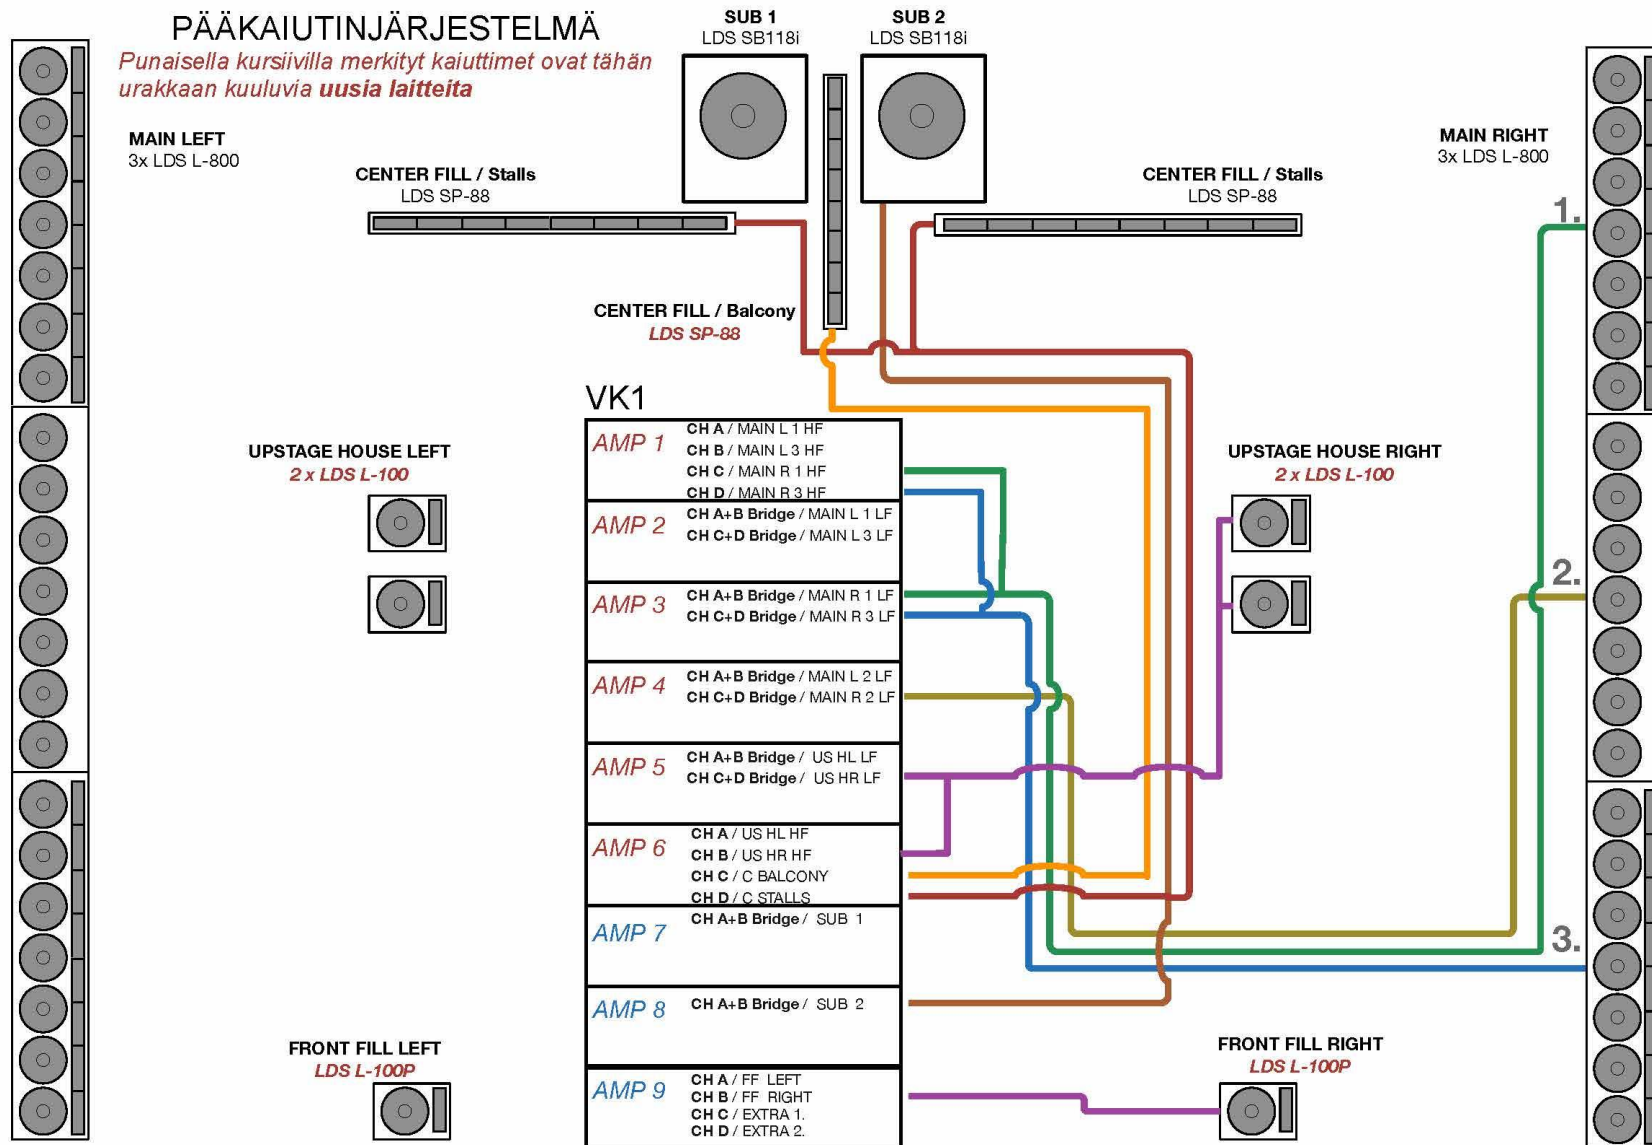 PÄÄKAIUTINJÄRJESTELMÄ
Punaisella kursiivilla merkityt kaiuttimet ovat tähän
urakkaan kuuluvia uusia laitteita
SUB 1
LDS SB118i
SUB 2
LDS SB118i
MAIN LEFT
3x LDS L-800
MAIN RIGHT
3x LDS L-800
CENTER FILL / Stalls
LDS SP-88
CENTER FILL / Stalls
LDS SP-88
1.
CENTER FILL / Balcony
LDS SP-88
VK1
UPSTAGE HOUSE LEFT
2 x LDS L-100
UPSTAGE HOUSE RIGHT
2 x LDS L-100
AMP 1
CH A / MAIN L 1 HF
CH B / MAIN L 3 HF
CH C / MAIN R 1 HF
CH D / MAIN R 3 HF
AMP 2
CH A+B Bridge / MAIN L 1 LF
CH C+D Bridge / MAIN L 3 LF
2.
AMP 3
CH A+B Bridge / MAIN R 1 LF
CH C+D Bridge / MAIN R 3 LF
AMP 4
CH A+B Bridge / MAIN L 2 LF
CH C+D Bridge / MAIN R 2 LF
AMP 5
CH A+B Bridge / US HL LF
CH C+D Bridge / US HR LF
AMP 6
CH A / US HL HF
CH B / US HR HF
CH C / C BALCONY
CH D / C STALLS
AMP 7
CH A+B Bridge / SUB 1
3.
AMP 8
CH A+B Bridge / SUB 2
FRONT FILL LEFT
LDS L-100P
FRONT FILL RIGHT
LDS L-100P
AMP 9
CH A / FF LEFT
CH B / FF RIGHT
CH C / EXTRA 1.
CH D / EXTRA 2.